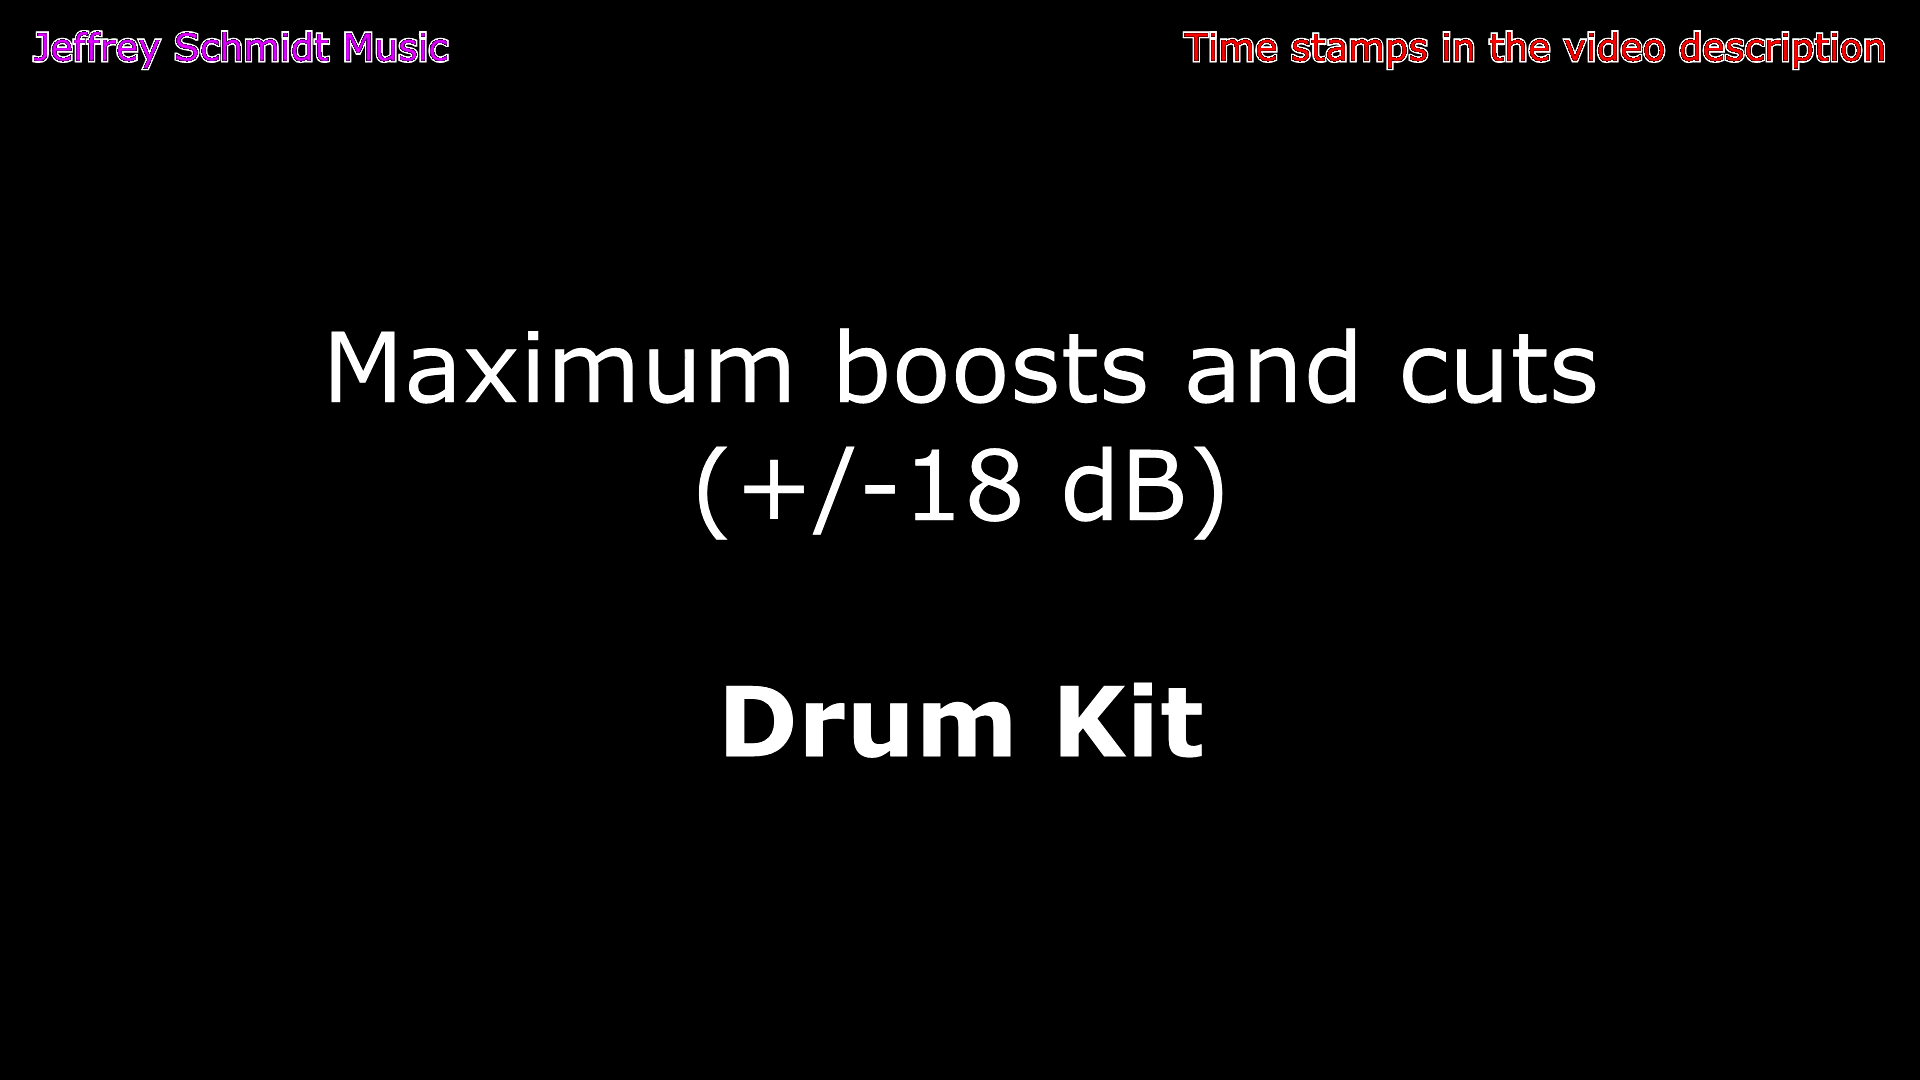 Jeffrey Schmidt Music
Time stamps in the video description
Maximum boosts and cuts
(+/-18 dB)
Drum Kit